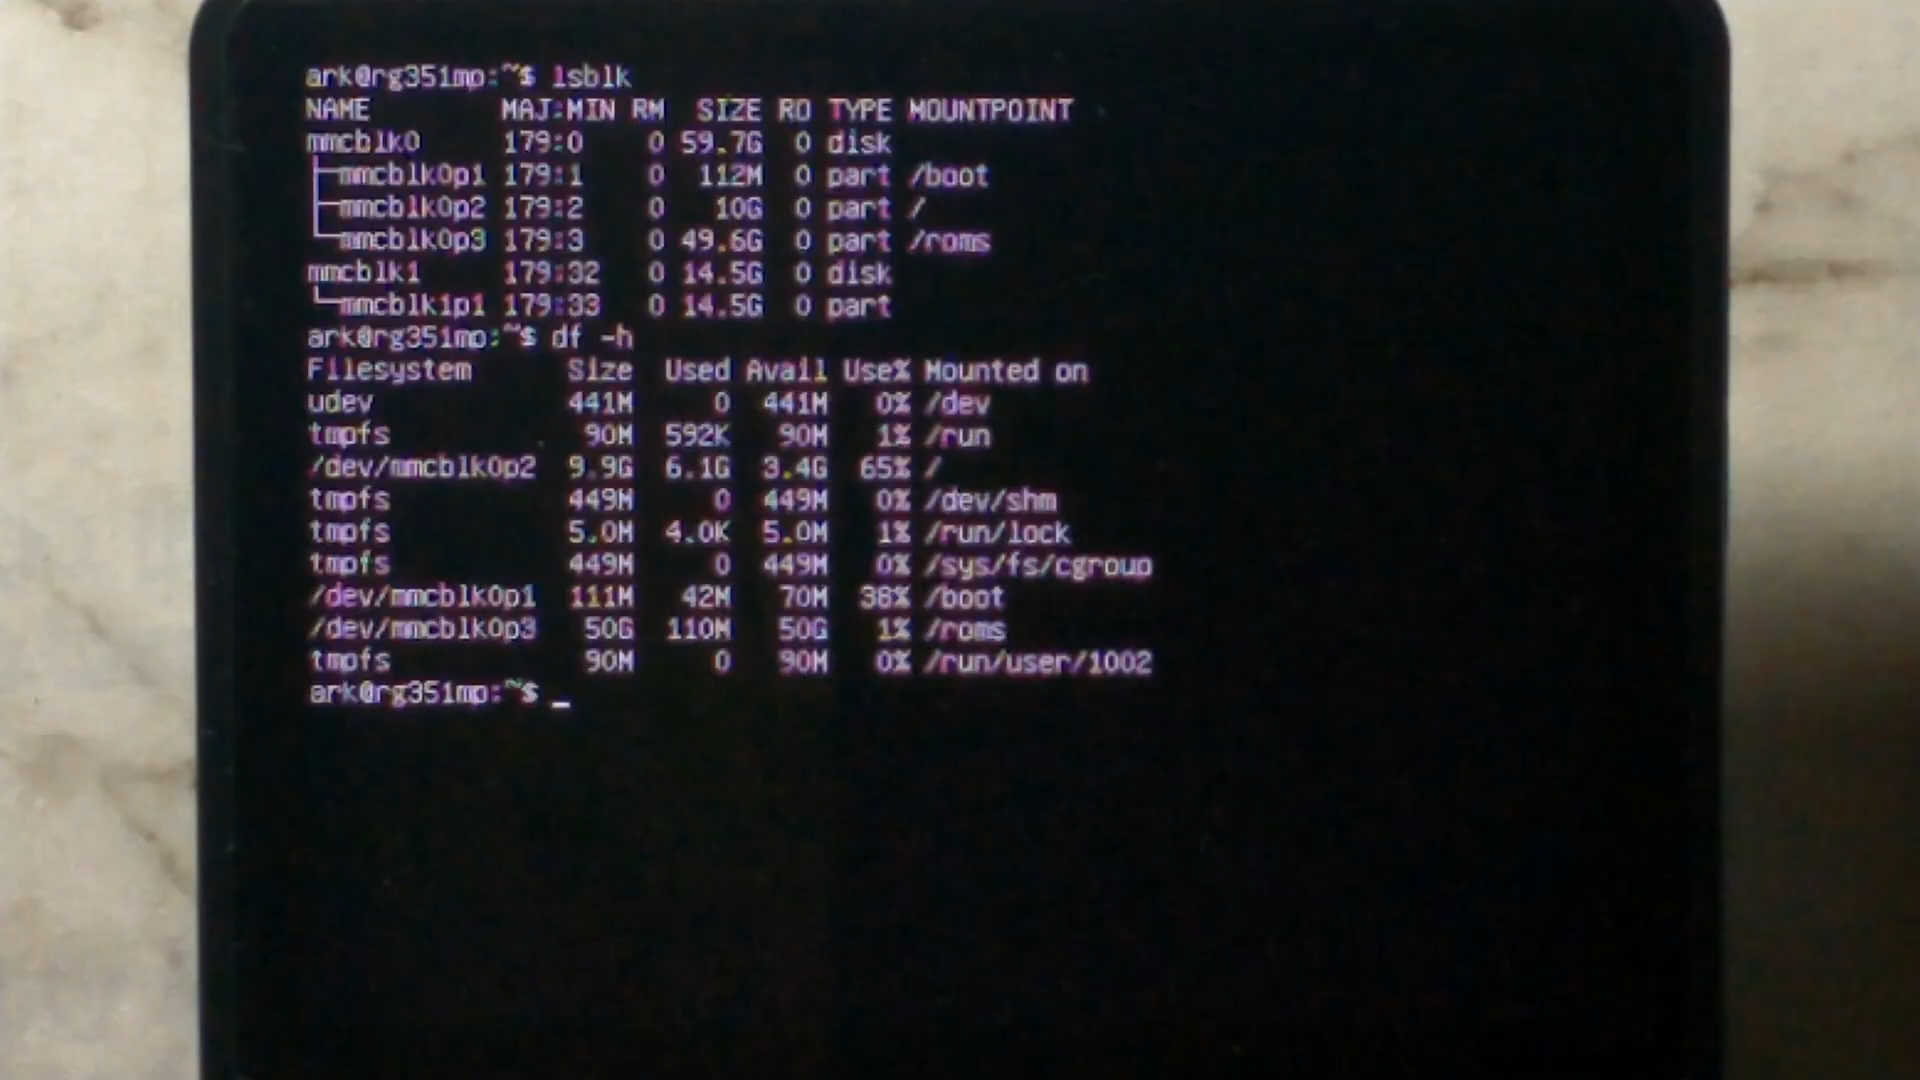 ark@rg351mp:~$ lsblk
NAME        MAJ:MIN RM  SIZE RO TYPE MOUNTPOINT
mmcblk0     179:0    0 59.7G  0 disk
├─mmcblk0p1 179:1    0  112M  0 part /boot
├─mmcblk0p2 179:2    0   10G  0 part /
└─mmcblk0p3 179:3    0 49.6G  0 part /roms
mmcblk1     179:32   0 14.5G  0 disk
└─mmcblk1p1 179:33   0 14.5G  0 part
ark@rg351mp:~$ df -h
Filesystem      Size  Used Avail Use% Mounted on
udev            441M     0  441M   0% /dev
tmpfs            90M  592K   90M   1% /run
/dev/mmcblk0p2  9.9G  6.1G  3.4G  65% /
tmpfs           449M     0  449M   0% /dev/shm
tmpfs           5.0M  4.0K  5.0M   1% /run/lock
tmpfs           449M     0  449M   0% /sys/fs/cgroup
/dev/mmcblk0p1  111M   42M   70M  38% /boot
/dev/mmcblk0p3   50G  110M   50G   1% /roms
tmpfs            90M     0   90M   0% /run/user/1002
ark@rg351mp:~$ _